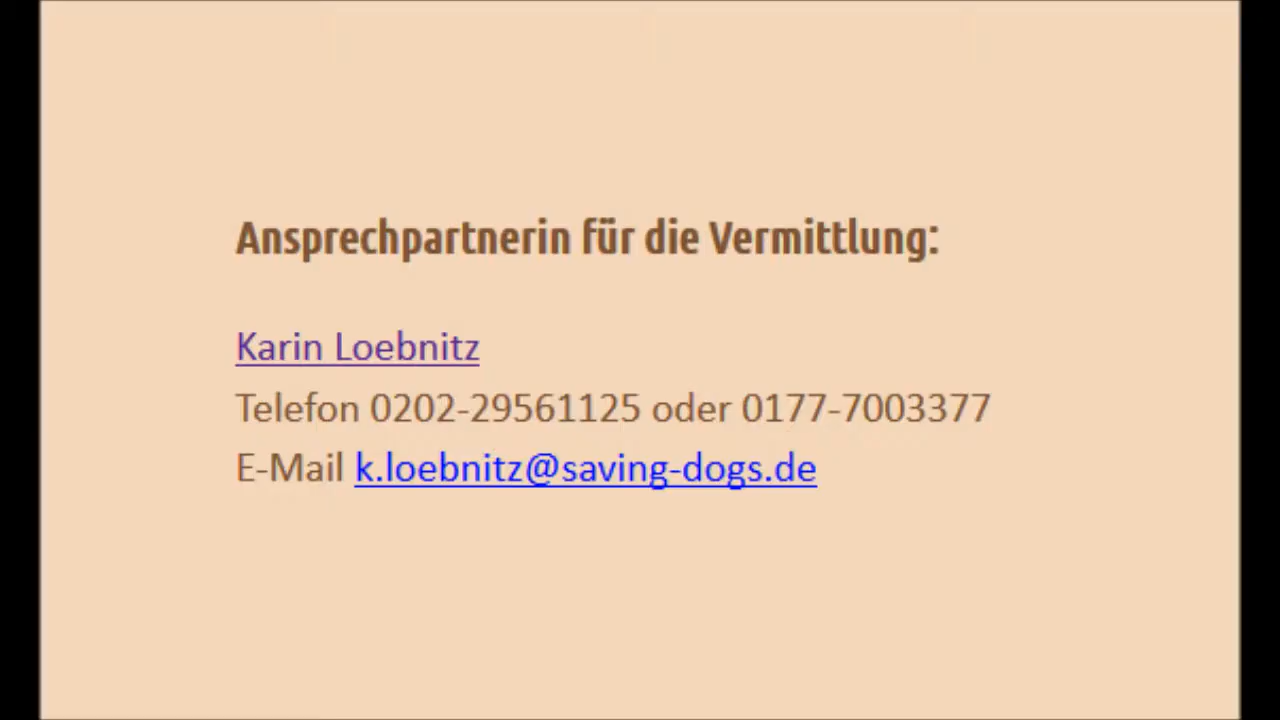 Ansprechpartnerin für die Vermittlung:
Karin Loebnitz
Telefon 0202-29561125 oder 0177-7003377
E-Mail k.loebnitz@saving-dogs.de